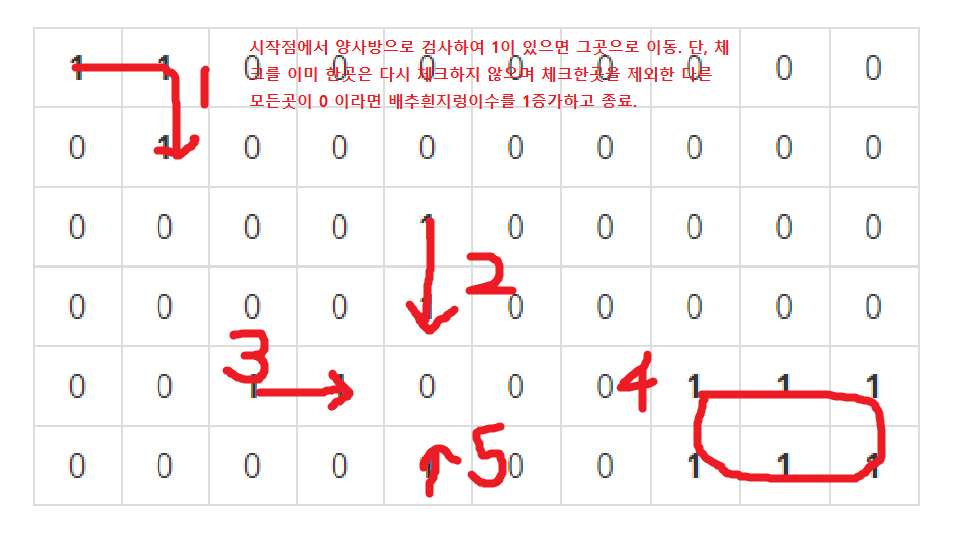 시작점에서 양사방으로 검사하여 1이 있으면 그곳으로 이동. 단, 체
크를 이미 한곳은 다시 체크하지 않으며 체크한곳을 제외한 다른
모든곳이 0 이라면 배추흰지렁이수를 1증가하고 종료.
1 1 0 0 0 0 0 0 0 0
1
0 1 0 0 0 0 0 0 0 0
0 0 0 0 1 0 0 0 0 0
2
0 0 0 0 1 0 0 0 0 0
3
0 0 1 1 0 0 0 4 1 1 1
0 0 0 0 1 5 0 0 1 1 1